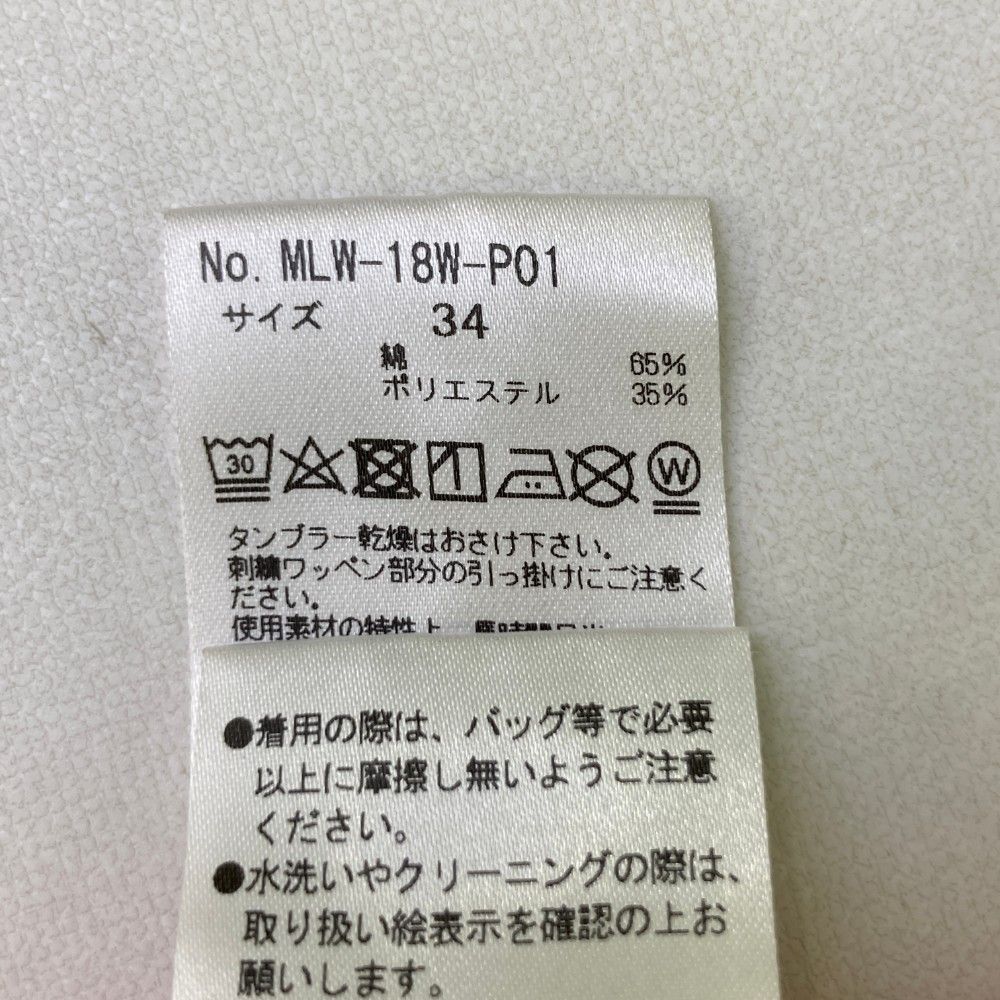 No. MLW-18W-P01
サイズ 34
綿 65%
ポリエステル 35%
30 W
タンブラー乾燥はおさけ下さい。
刺繍ワッペン部分の引っ掛けにご注意く
ださい。
使用素材の特性上
●着用の際は、バッグ等で必要
以上に摩擦し無いようご注意
ください。
●水洗いやクリーニングの際は、
取り扱い絵表示を確認の上お
願いします。